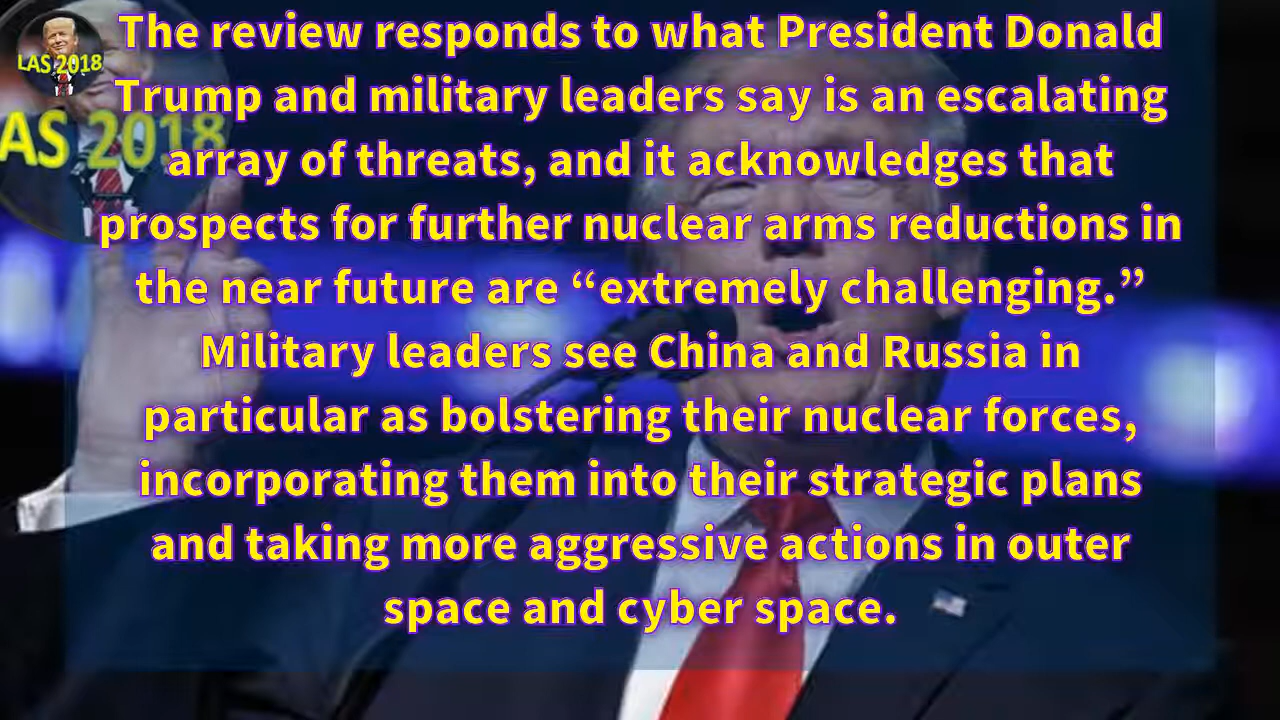 LAS 2018
AS 2018
The review responds to what President Donald
Trump and military leaders say is an escalating
array of threats, and it acknowledges that
prospects for further nuclear arms reductions in
the near future are “extremely challenging.”
Military leaders see China and Russia in
particular as bolstering their nuclear forces,
incorporating them into their strategic plans
and taking more aggressive actions in outer
space and cyber space.